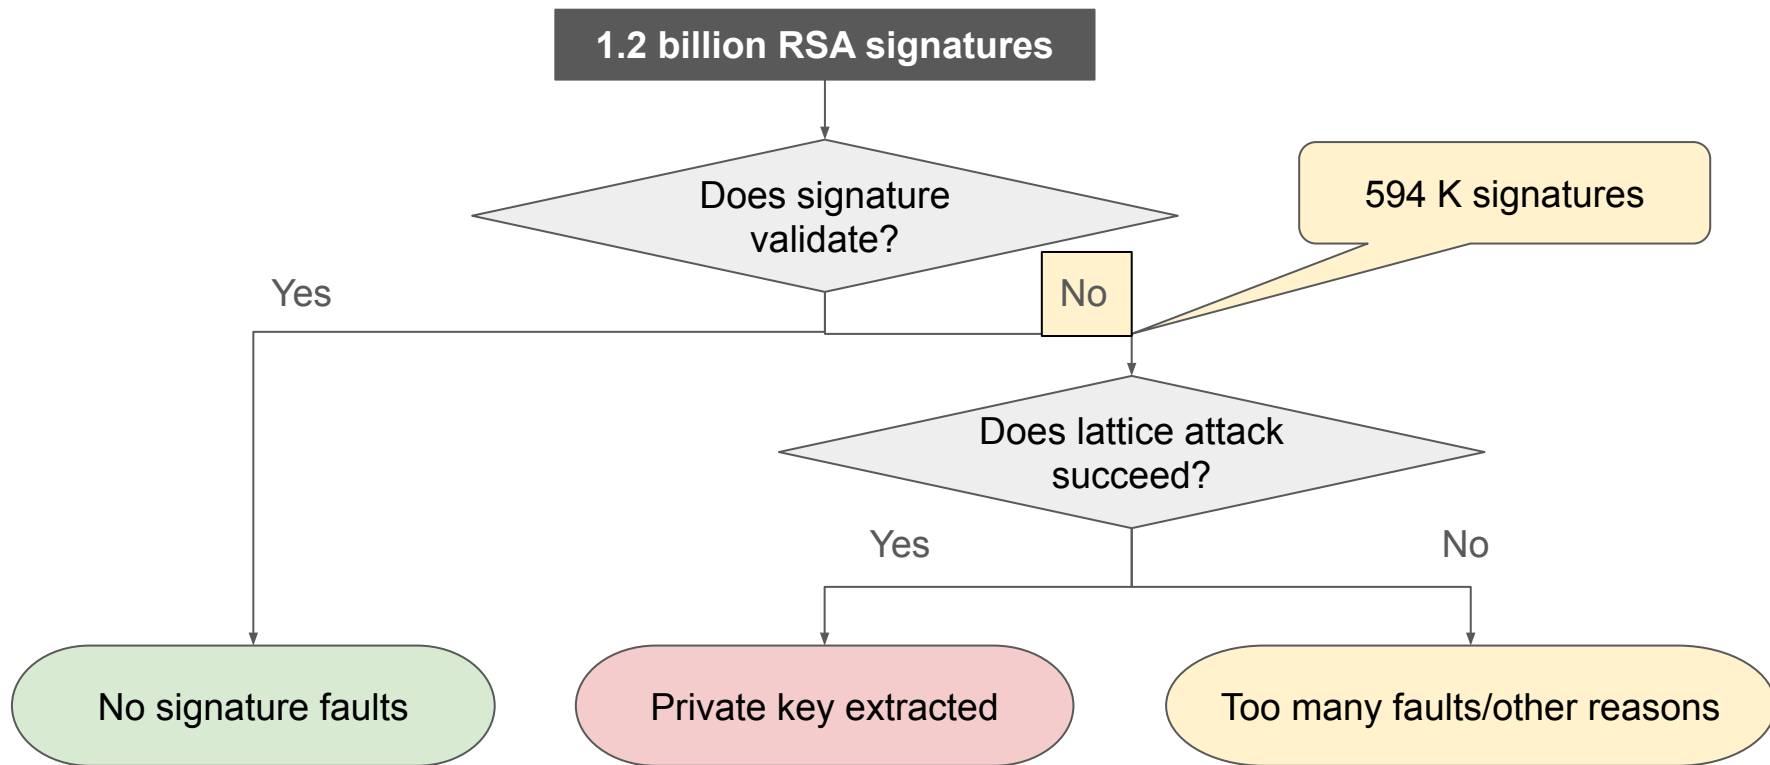 1.2 billion RSA signatures
Does signature
validate?
594 K signatures
Yes
No
Does lattice attack
succeed?
Yes
No
No signature faults
Private key extracted
Too many faults/other reasons